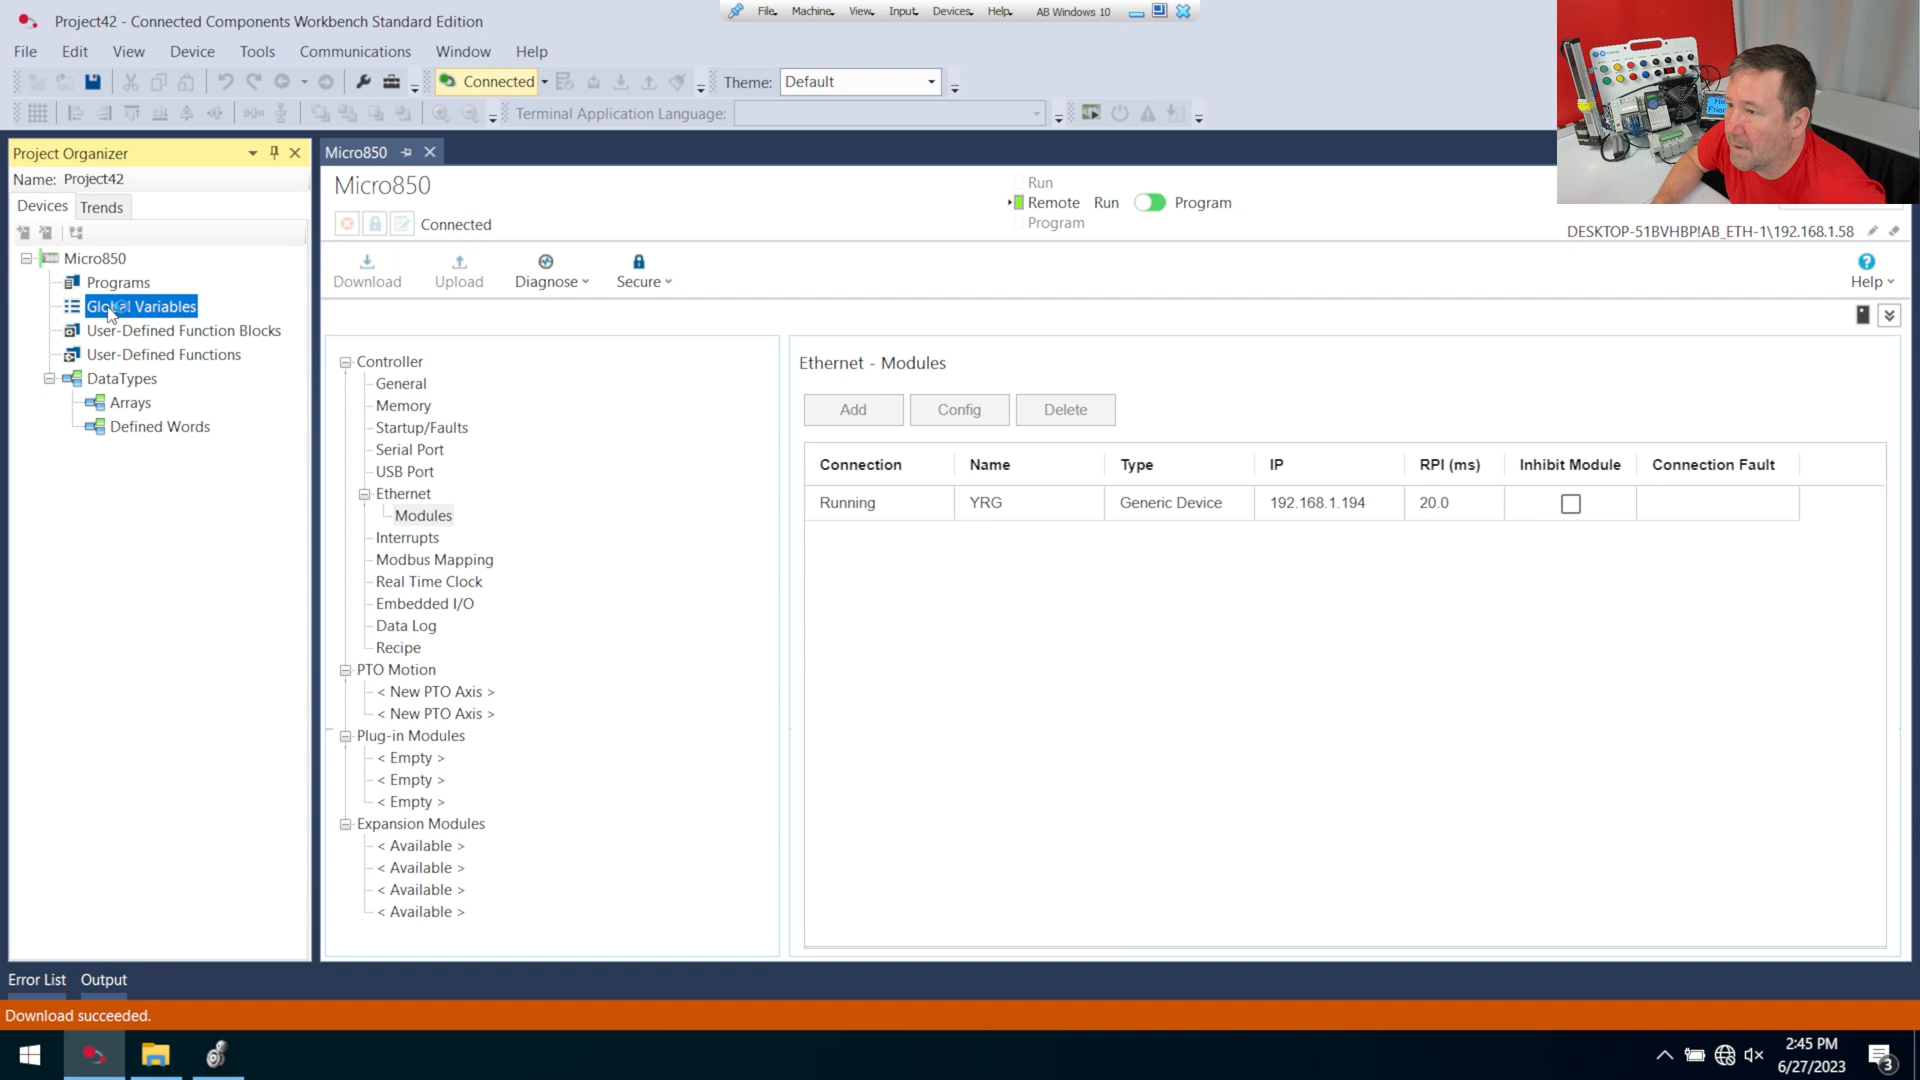 Project42 - Connected Components Workbench Standard Edition
File Machine View Input Devices Help AB Windows 10
File Edit View Device Tools Communications Window Help
Connected Theme: Default
Terminal Application Language:
Project Organizer
Name: Project42
Devices Trends
Micro850
Programs
Global Variables
User-Defined Function Blocks
User-Defined Functions
DataTypes
Arrays
Defined Words
Micro850
Micro850
Connected
Run
Remote Run Program
Program
DESKTOP-51BVHBP!AB_ETH-1\192.168.1.58
Download Upload Diagnose Secure Help
Controller
General
Memory
Startup/Faults
Serial Port
USB Port
Ethernet
Modules
Interrupts
Modbus Mapping
Real Time Clock
Embedded I/O
Data Log
Recipe
PTO Motion
< New PTO Axis >
< New PTO Axis >
Plug-in Modules
< Empty >
< Empty >
< Empty >
Expansion Modules
< Available >
< Available >
< Available >
< Available >
Ethernet - Modules
Add Config Delete
Connection Name Type IP RPI (ms) Inhibit Module Connection Fault
Running YRG Generic Device 192.168.1.194 20.0
Error List Output
Download succeeded.
2:45 PM
6/27/2023
3